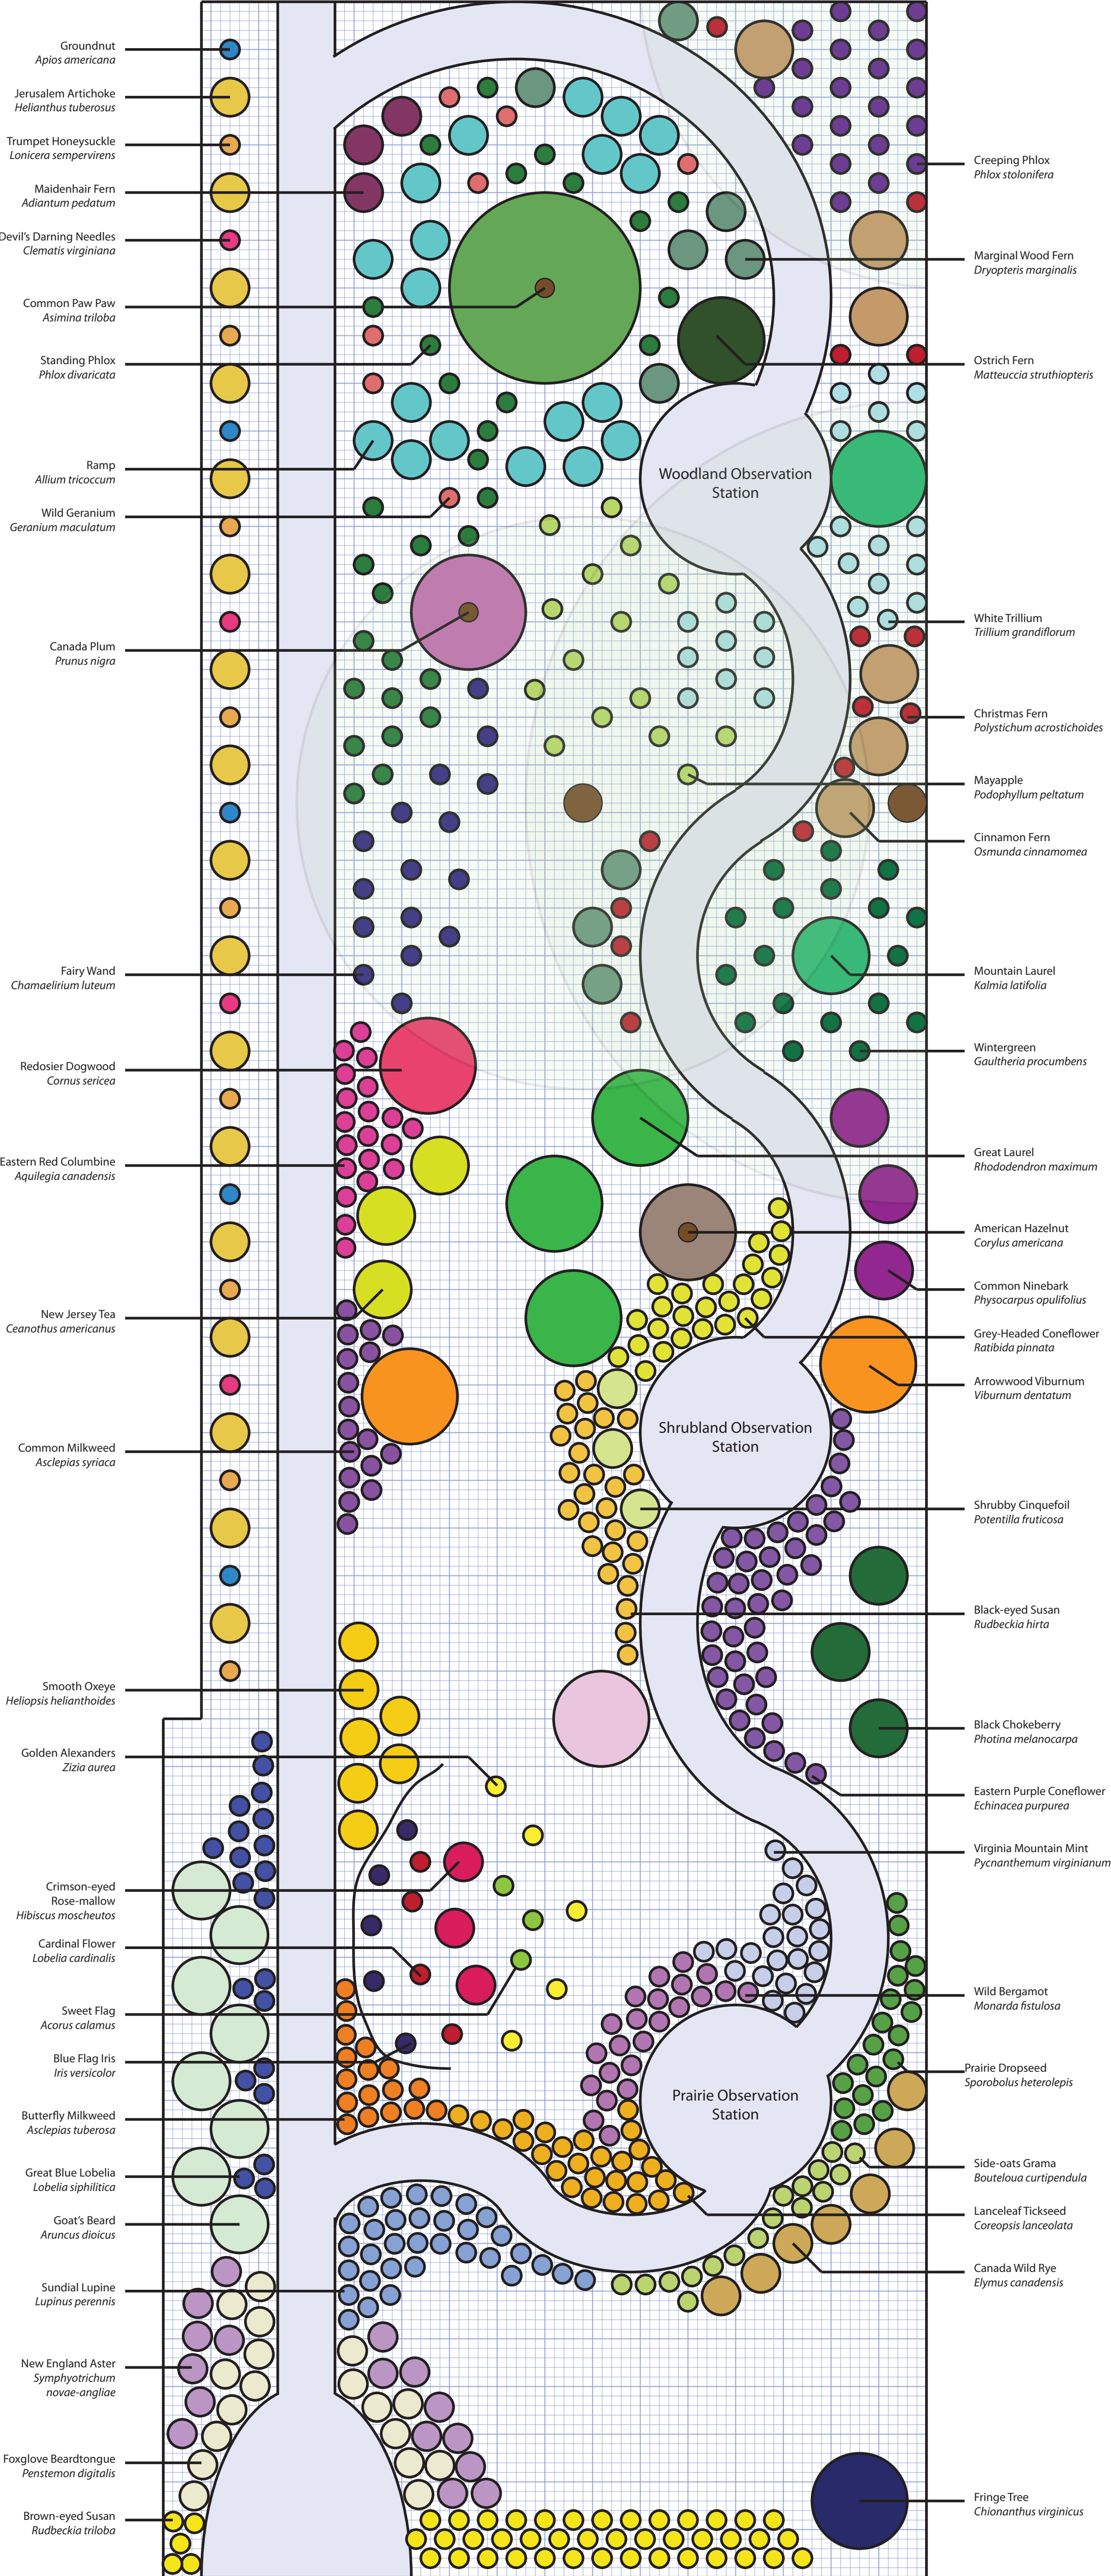 Groundnut
Apios americana
Jerusalem Artichoke
Helianthus tuberosus
Trumpet Honeysuckle
Lonicera sempervirens
Maidenhair Fern
Adiantum pedatum
Devil's Darning Needles
Clematis virginiana
Common Paw Paw
Asimina triloba
Standing Phlox
Phlox divaricata
Ramp
Allium tricoccum
Wild Geranium
Geranium maculatum
Canada Plum
Prunus nigra
Fairy Wand
Chamaelirium luteum
Redosier Dogwood
Cornus sericea
Eastern Red Columbine
Aquilegia canadensis
New Jersey Tea
Ceanothus americanus
Common Milkweed
Asclepias syriaca
Smooth Oxeye
Heliopsis helianthoides
Golden Alexanders
Zizia aurea
Crimson-eyed
Rose-mallow
Hibiscus moscheutos
Cardinal Flower
Lobelia cardinalis
Sweet Flag
Acorus calamus
Blue Flag Iris
Iris versicolor
Butterfly Milkweed
Asclepias tuberosa
Great Blue Lobelia
Lobelia siphilitica
Goat's Beard
Aruncus dioicus
Sundial Lupine
Lupinus perennis
New England Aster
Symphyotrichum
novae-angliae
Foxglove Beardtongue
Penstemon digitalis
Brown-eyed Susan
Rudbeckia triloba
Woodland Observation
Station
Shrubland Observation
Station
Prairie Observation
Station
Creeping Phlox
Phlox stolonifera
Marginal Wood Fern
Dryopteris marginalis
Ostrich Fern
Matteuccia struthiopteris
White Trillium
Trillium grandiflorum
Christmas Fern
Polystichum acrostichoides
Mayapple
Podophyllum peltatum
Cinnamon Fern
Osmunda cinnamomea
Mountain Laurel
Kalmia latifolia
Wintergreen
Gaultheria procumbens
Great Laurel
Rhododendron maximum
American Hazelnut
Corylus americana
Common Ninebark
Physocarpus opulifolius
Grey-Headed Coneflower
Ratibida pinnata
Arrowwood Viburnum
Viburnum dentatum
Shrubby Cinquefoil
Potentilla fruticosa
Black-eyed Susan
Rudbeckia hirta
Black Chokeberry
Photina melanocarpa
Eastern Purple Coneflower
Echinacea purpurea
Virginia Mountain Mint
Pycnanthemum virginianum
Wild Bergamot
Monarda fistulosa
Prairie Dropseed
Sporobolus heterolepis
Side-oats Grama
Bouteloua curtipendula
Lanceleaf Tickseed
Coreopsis lanceolata
Canada Wild Rye
Elymus canadensis
Fringe Tree
Chionanthus virginicus